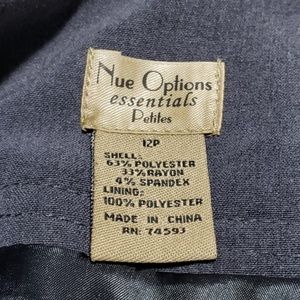 Nue Options
essentials
Petites
12P
SHELL:
63% POLYESTER
33% RAYON
4% SPANDEX
LINING:
100% POLYESTER
MADE IN CHINA
RN: 74593